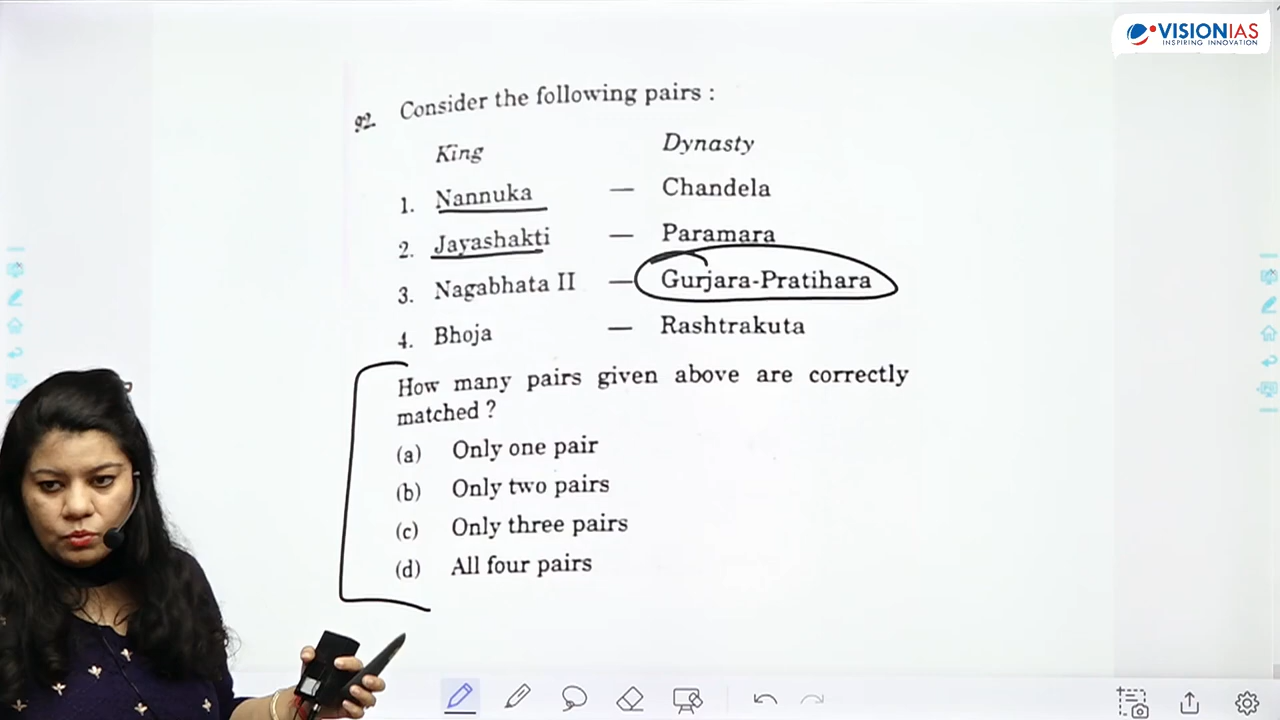 VISIONIAS
INSPIRING INNOVATION
92. Consider the following pairs :
King Dynasty
1. Nannuka — Chandela
2. Jayashakti — Paramara
3. Nagabhata II — Gurjara-Pratihara
4. Bhoja — Rashtrakuta
How many pairs given above are correctly
matched ?
(a) Only one pair
(b) Only two pairs
(c) Only three pairs
(d) All four pairs